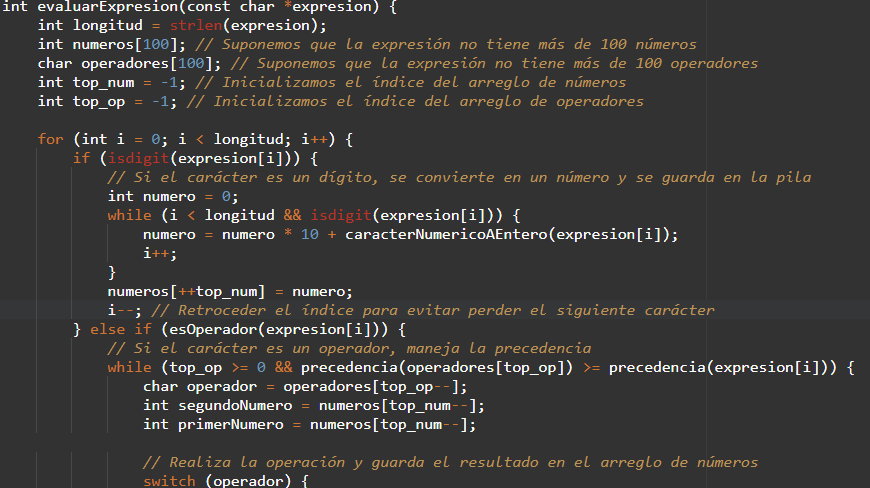 int evaluarExpresion(const char *expresion) {
    int longitud = strlen(expresion);
    int numeros[100]; // Suponemos que la expresión no tiene más de 100 números
    char operadores[100]; // Suponemos que la expresión no tiene más de 100 operadores
    int top_num = -1; // Inicializamos el índice del arreglo de números
    int top_op = -1; // Inicializamos el índice del arreglo de operadores

    for (int i = 0; i < longitud; i++) {
        if (isdigit(expresion[i])) {
            // Si el carácter es un dígito, se convierte en un número y se guarda en la pila
            int numero = 0;
            while (i < longitud && isdigit(expresion[i])) {
                numero = numero * 10 + caracterNumericoAEntero(expresion[i]);
                i++;
            }
            numeros[++top_num] = numero;
            i--; // Retroceder el índice para evitar perder el siguiente carácter
        } else if (esOperador(expresion[i])) {
            // Si el carácter es un operador, maneja la precedencia
            while (top_op >= 0 && precedencia(operadores[top_op]) >= precedencia(expresion[i])) {
                char operador = operadores[top_op--];
                int segundoNumero = numeros[top_num--];
                int primerNumero = numeros[top_num--];

                // Realiza la operación y guarda el resultado en el arreglo de números
                switch (operador) {